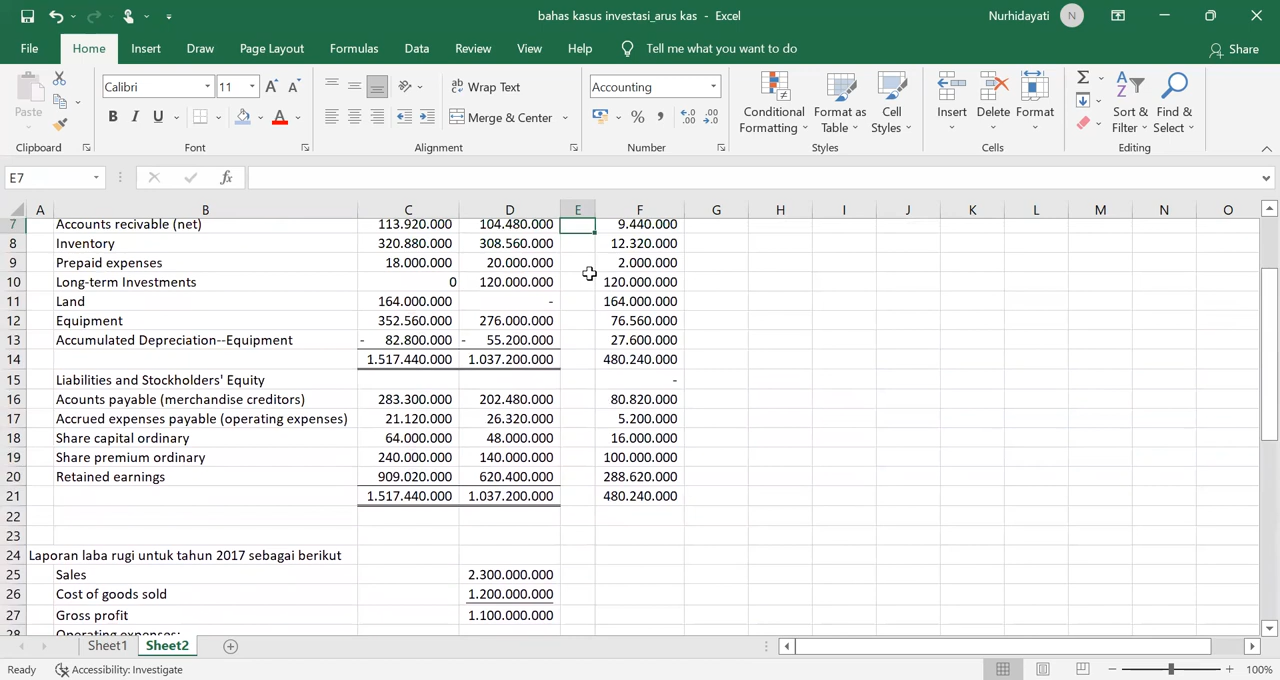 bahas kasus investasi_arus kas - Excel
Nurhidayati N
File Home Insert Draw Page Layout Formulas Data Review View Help Tell me what you want to do Share
Paste
Clipboard
Calibri 11 A A
B I U A
Font
Wrap Text
Merge & Center
Alignment
Accounting
% ,
Number
Conditional Formatting
Format as Table
Cell Styles
Styles
Insert Delete Format
Cells
Sort & Filter
Find & Select
Editing
E7 fx
A B C D E F G H I J K L M N O
7 Accounts recivable (net) 113.920.000 104.480.000 9.440.000
8 Inventory 320.880.000 308.560.000 12.320.000
9 Prepaid expenses 18.000.000 20.000.000 2.000.000
10 Long-term Investments 0 120.000.000 120.000.000
11 Land 164.000.000 - 164.000.000
12 Equipment 352.560.000 276.000.000 76.560.000
13 Accumulated Depreciation--Equipment - 82.800.000 - 55.200.000 27.600.000
14 1.517.440.000 1.037.200.000 480.240.000
15 Liabilities and Stockholders' Equity -
16 Acounts payable (merchandise creditors) 283.300.000 202.480.000 80.820.000
17 Accrued expenses payable (operating expenses) 21.120.000 26.320.000 5.200.000
18 Share capital ordinary 64.000.000 48.000.000 16.000.000
19 Share premium ordinary 240.000.000 140.000.000 100.000.000
20 Retained earnings 909.020.000 620.400.000 288.620.000
21 1.517.440.000 1.037.200.000 480.240.000
22
23
24 Laporan laba rugi untuk tahun 2017 sebagai berikut
25 Sales 2.300.000.000
26 Cost of goods sold 1.200.000.000
27 Gross profit 1.100.000.000
28 Operating expenses:
Sheet1 Sheet2
Ready Accessibility: Investigate 100%